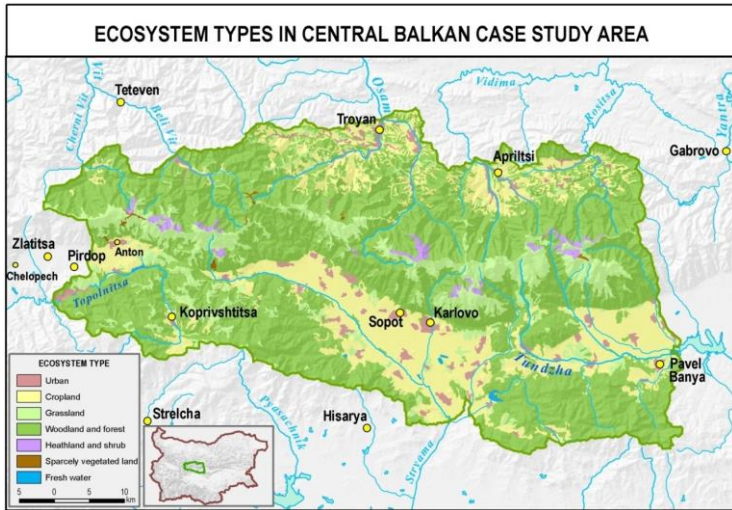 ECOSYSTEM TYPES IN CENTRAL BALKAN CASE STUDY AREA
Teteven
Cherni Vit
Vit
Beli Vit
Troyan
Osam
Vidima
Rositsa
Yantra
Apriltsi
Gabrovo
Zlatitsa
Pirdop
Anton
Chelopech
Topolnitsa
Koprivshtitsa
Sopot
Karlovo
Tundzha
Pavel
Banya
Strelcha
Pyasachnik
Hisarya
Stryama
ECOSYSTEM TYPE
Urban
Cropland
Grassland
Woodland and forest
Heathland and shrub
Sparcely vegetated land
Fresh water
5 0 5 10
km